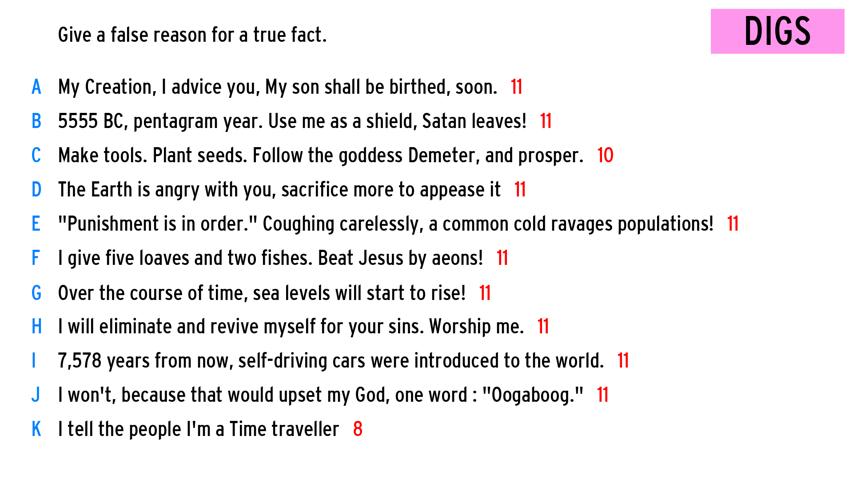 Give a false reason for a true fact.
DIGS
A My Creation, I advice you, My son shall be birthed, soon. 11
B 5555 BC, pentagram year. Use me as a shield, Satan leaves! 11
C Make tools. Plant seeds. Follow the goddess Demeter, and prosper. 10
D The Earth is angry with you, sacrifice more to appease it 11
E "Punishment is in order." Coughing carelessly, a common cold ravages populations! 11
F I give five loaves and two fishes. Beat Jesus by aeons! 11
G Over the course of time, sea levels will start to rise! 11
H I will eliminate and revive myself for your sins. Worship me. 11
I 7,578 years from now, self-driving cars were introduced to the world. 11
J I won't, because that would upset my God, one word : "Oogaboog." 11
K I tell the people I'm a Time traveller 8